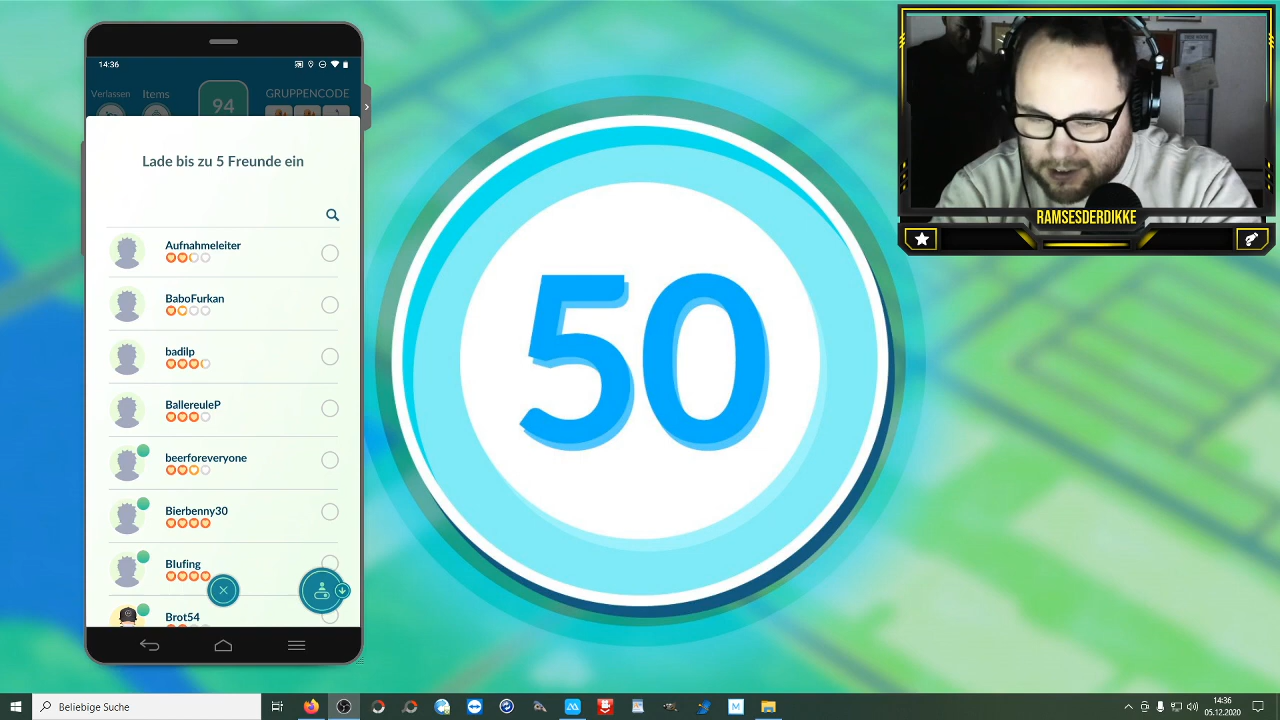 14:36
Verlassen Items 94 GRUPPENCODE
Lade bis zu 5 Freunde ein
Aufnahmeleiter
BaboFurkan
badilp
BallereuleP
beerforeveryone
Bierbenny30
Blufing
Brot54
50
RAMSESDERDIKKE
Beliebige Suche
14:36
05.12.2020